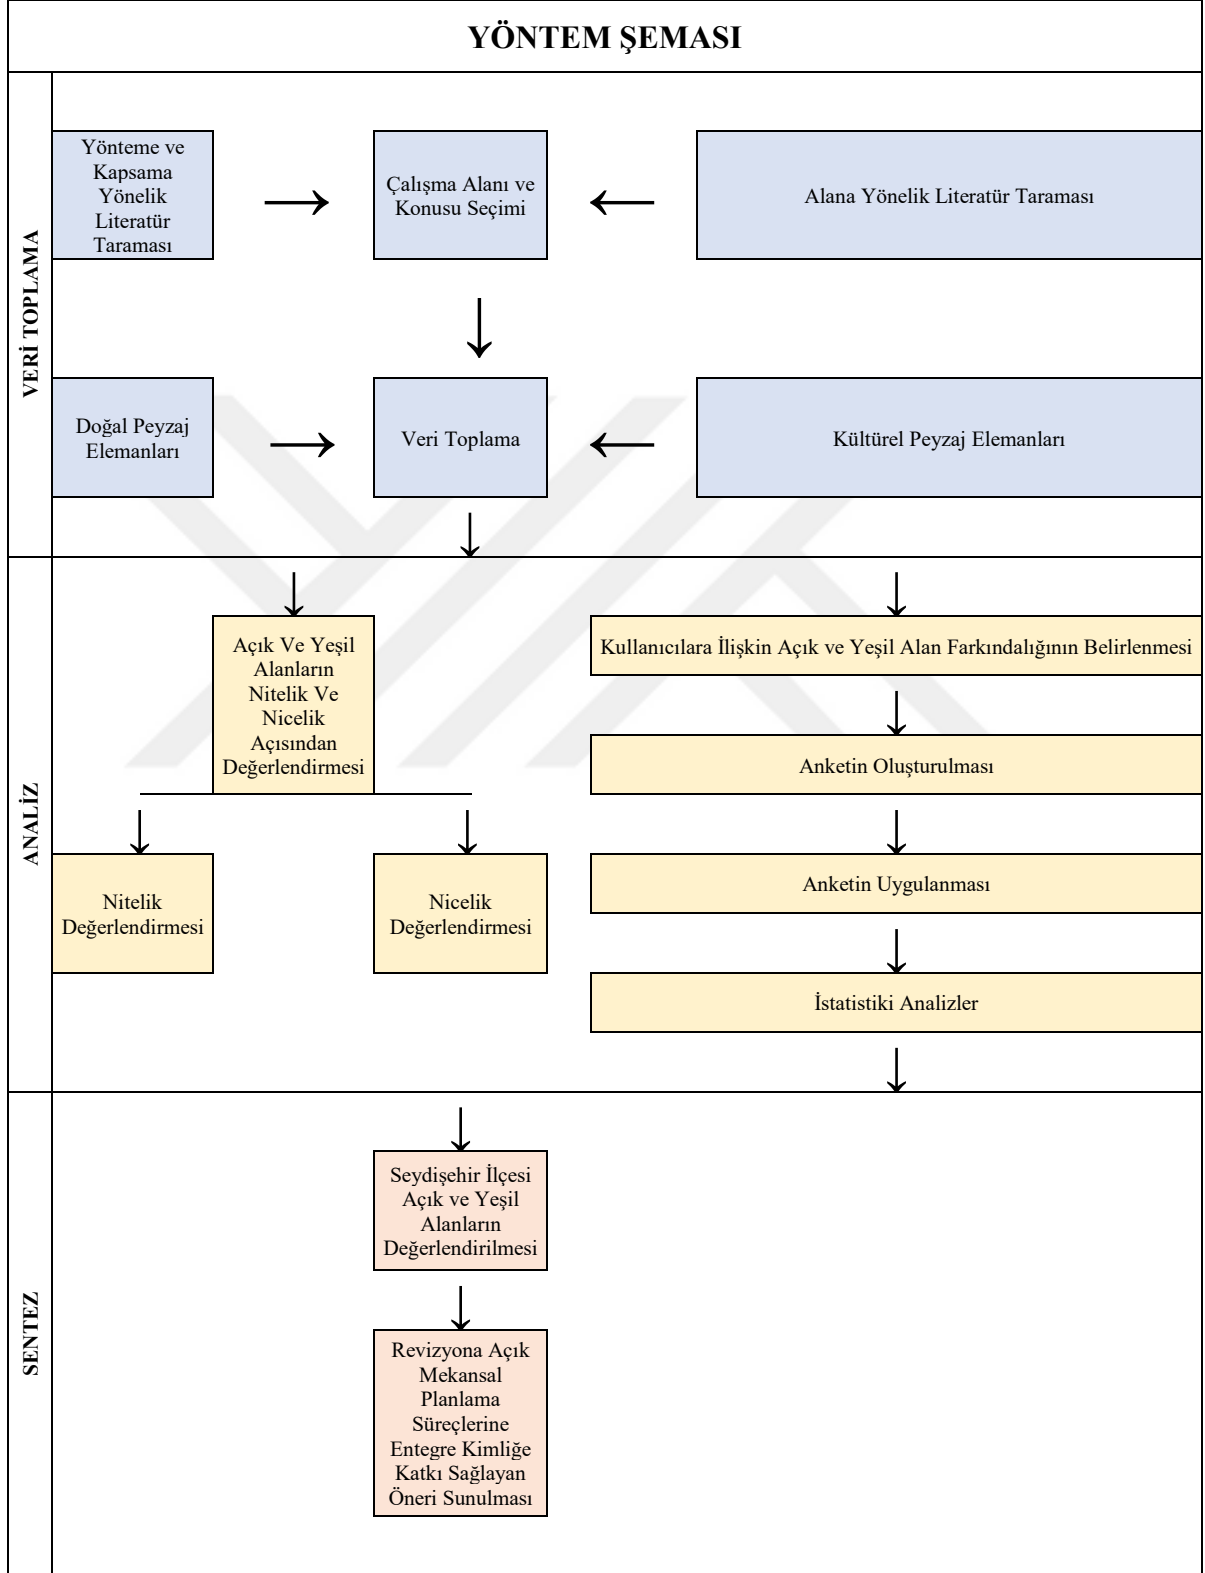 YÖNTEM ŞEMASI
VERİ TOPLAMA
Yönteme ve
Kapsama
Yönelik
Literatür
Taraması
Çalışma Alanı ve
Konusu Seçimi
Alana Yönelik Literatür Taraması
Doğal Peyzaj
Elemanları
Veri Toplama
Kültürel Peyzaj Elemanları
ANALİZ
Açık Ve Yeşil
Alanların
Nitelik Ve
Nicelik
Açısından
Değerlendirmesi
Nitelik
Değerlendirmesi
Nicelik
Değerlendirmesi
Kullanıcılara İlişkin Açık ve Yeşil Alan Farkındalığının Belirlenmesi
Anketin Oluşturulması
Anketin Uygulanması
İstatistiki Analizler
SENTEZ
Seydişehir İlçesi
Açık ve Yeşil
Alanların
Değerlendirilmesi
Revizyona Açık
Mekansal
Planlama
Süreçlerine
Entegre Kimliğe
Katkı Sağlayan
Öneri Sunulması